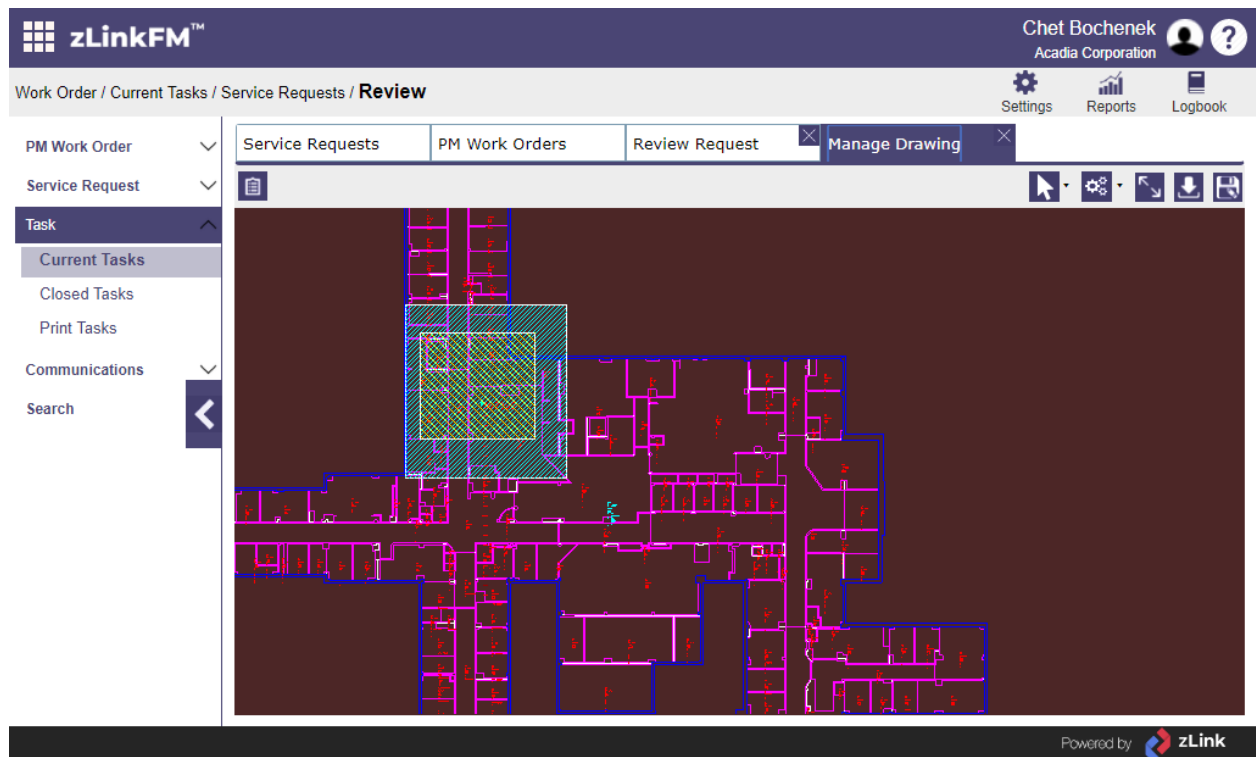 zLinkFM™
Chet Bochenek
Acadia Corporation
?
Work Order / Current Tasks / Service Requests / Review
Settings
Reports
Logbook
PM Work Order
Service Request
Task
Current Tasks
Closed Tasks
Print Tasks
Communications
Search
Service Requests
PM Work Orders
Review Request
Manage Drawing
Powered by zLink